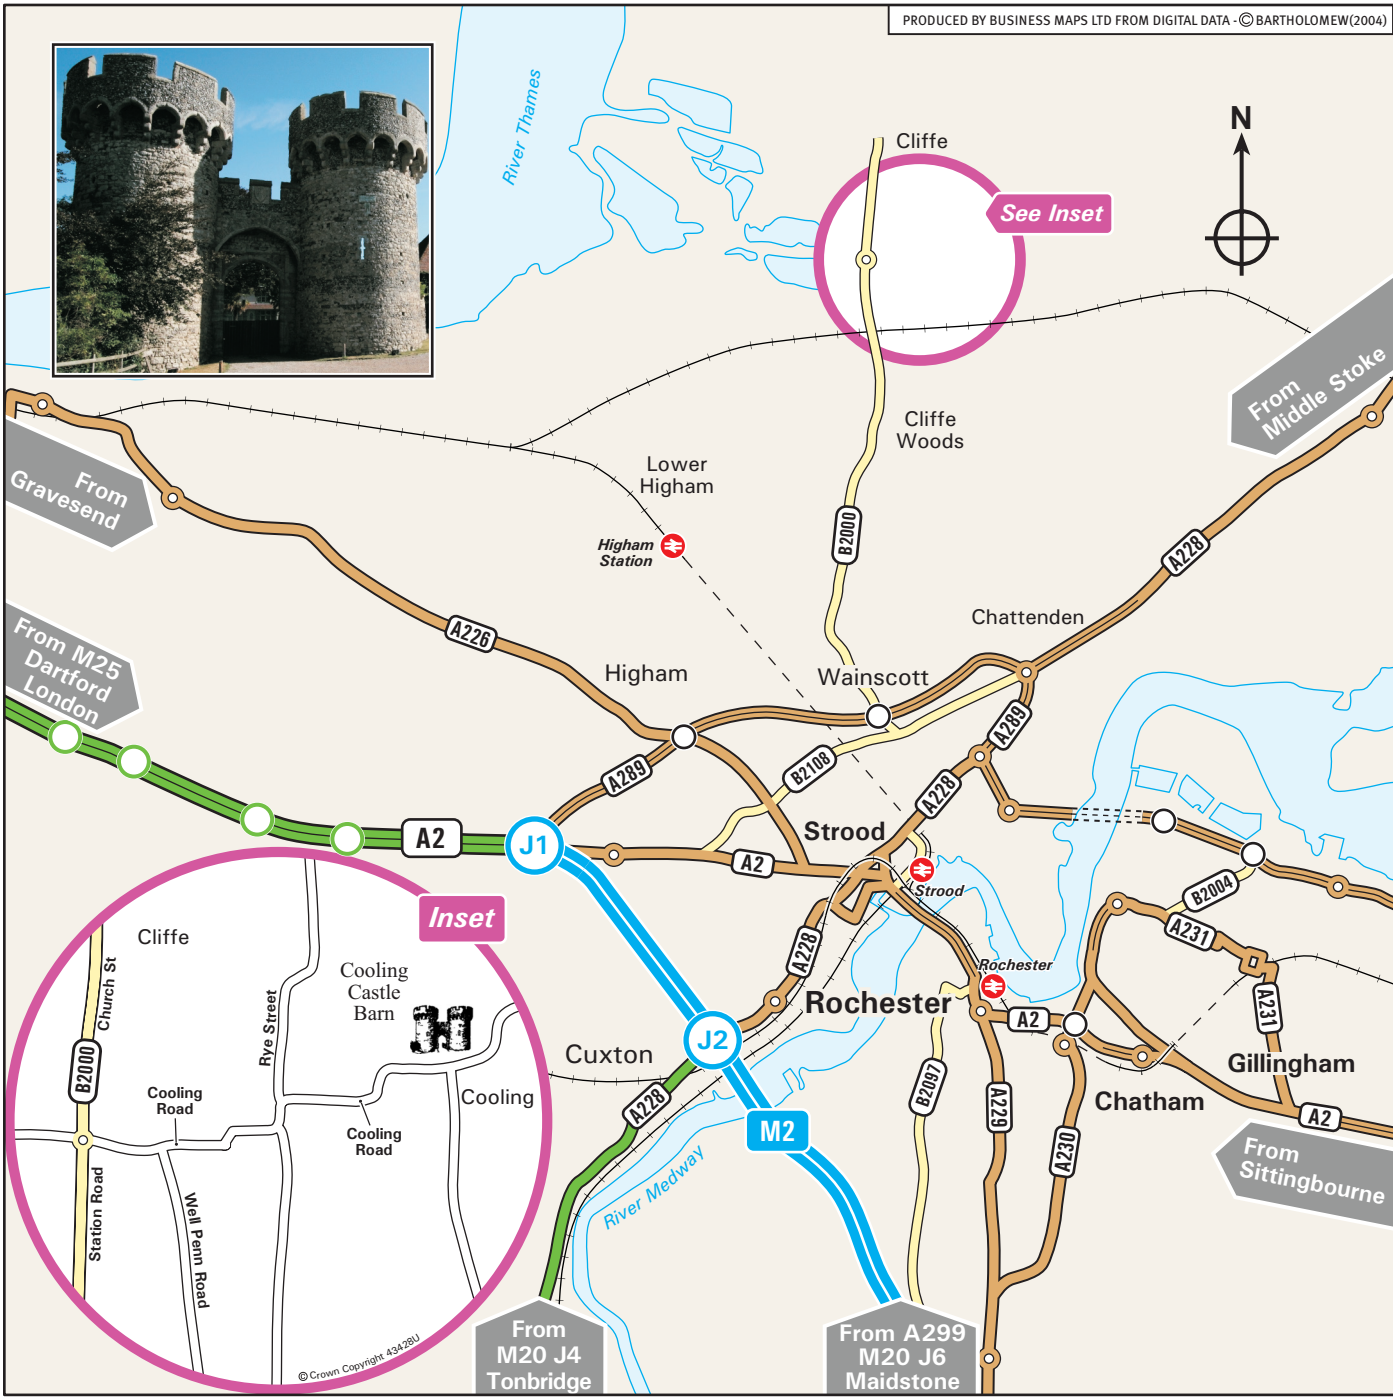 PRODUCED BY BUSINESS MAPS LTD FROM DIGITAL DATA - © BARTHOLOMEW(2004)
River Thames
Cliffe
N
See Inset
From
Middle Stoke
Cliffe
Woods
From
Gravesend
Lower
Higham
Higham
Station
B2000
A228
Chattenden
A226
From M25
Dartford
London
Higham
Wainscott
A289
A289
B2108
A228
Strood
A2
J1
A2
Strood
B2004
A231
Inset
A228
Rochester
Rochester
A2
A231
Cliffe
Church St
Cooling
Castle
Barn
Rye Street
J2
Cuxton
Gillingham
B2000
Cooling
Road
Cooling
A228
B2097
A229
Chatham
A2
M2
Cooling
Road
A230
From
Sittingbourne
River Medway
Station Road
Well Penn Road
© Crown Copyright 43428U
From
M20 J4
Tonbridge
From A299
M20 J6
Maidstone